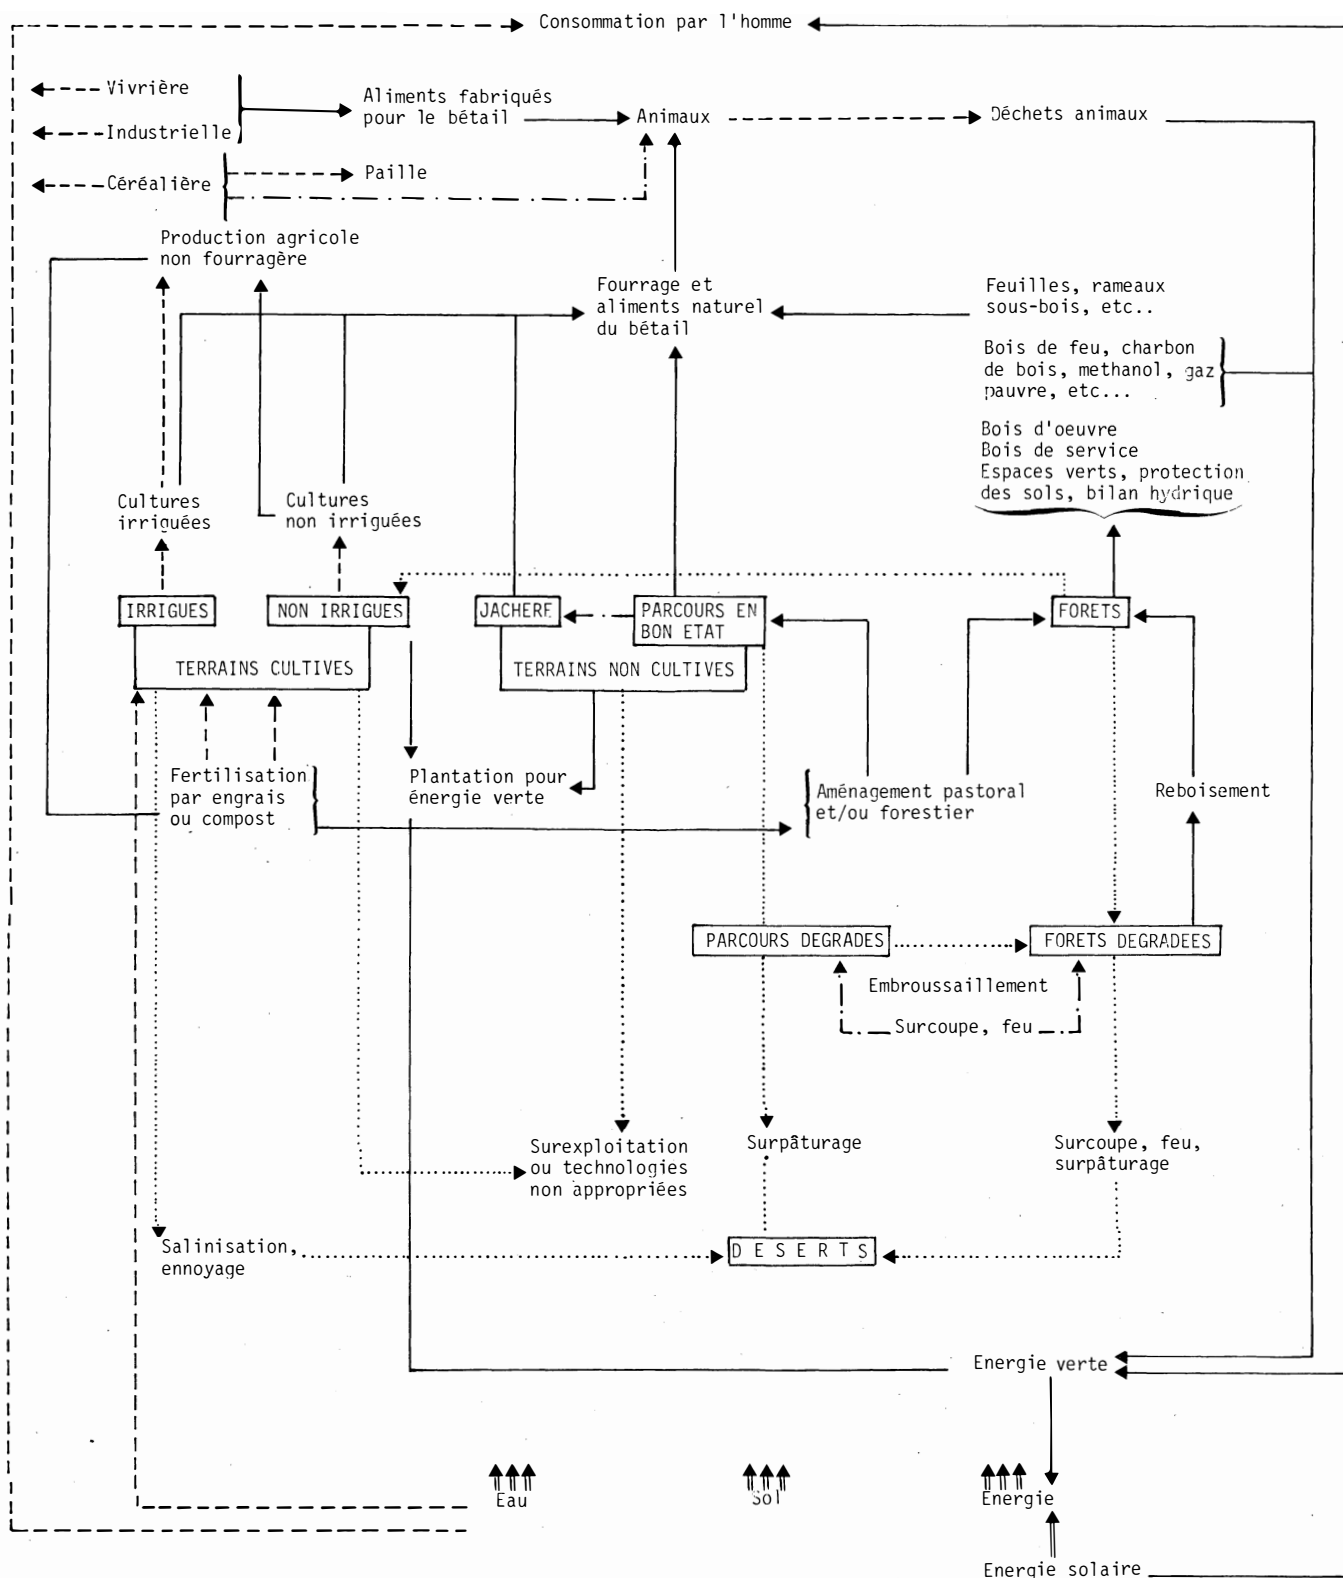 Consommation par l'homme
Vivrière
Industrielle
Céréalière
Aliments fabriqués
pour le bétail
Animaux
Déchets animaux
Paille
Production agricole
non fourragère
Fourrage et
aliments naturel
du bétail
Feuilles, rameaux
sous-bois, etc..
Bois de feu, charbon
de bois, methanol, gaz
pauvre, etc...
Bois d'oeuvre
Bois de service
Espaces verts, protection
des sols, bilan hydrique
Cultures
irriguées
Cultures
non irriguées
IRRIGUES
NON IRRIGUES
JACHERE
PARCOURS EN
BON ETAT
FORETS
TERRAINS CULTIVES
TERRAINS NON CULTIVES
Fertilisation
par engrais
ou compost
Plantation pour
énergie verte
Aménagement pastoral
et/ou forestier
Reboisement
PARCOURS DEGRADES
FORETS DEGRADEES
Embroussaillement
Surcoupe, feu
Surexploitation
ou technologies
non appropriées
Surpâturage
Surcoupe, feu,
surpâturage
Salinisation,
ennoyage
D E S E R T S
Energie verte
Eau
Sol
Energie
Energie solaire